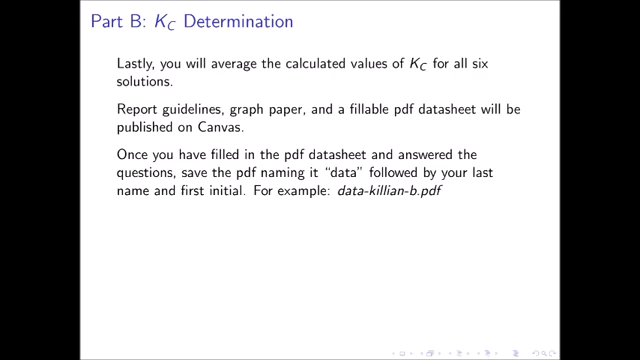 Part B: K_C Determination
Lastly, you will average the calculated values of K_C for all six
solutions.
Report guidelines, graph paper, and a fillable pdf datasheet will be
published on Canvas.
Once you have filled in the pdf datasheet and answered the
questions, save the pdf naming it “data” followed by your last
name and first initial. For example: data-killian-b.pdf